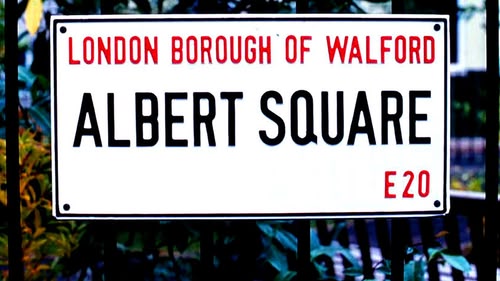 LONDON BOROUGH OF WALFORD
ALBERT SQUARE
E20